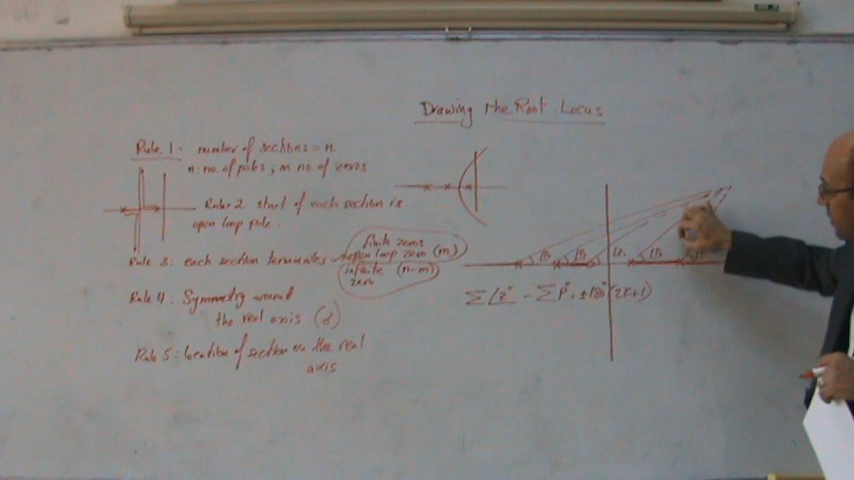 Drawing the Root Locus
Rule 1: number of sections = n
n: no. of poles ; m no. of zeros
Rule 2: start of each section is
open loop pole.
Rule 3: each section terminates
finite zeros
open loop zero (m)
infinite (n-m)
zero
Rule 4: Symmetry around
the real axis (σ)
Rule 5: location of section on the real
axis
∑ ∠z° - ∑ P° = ±180° (2k+1)